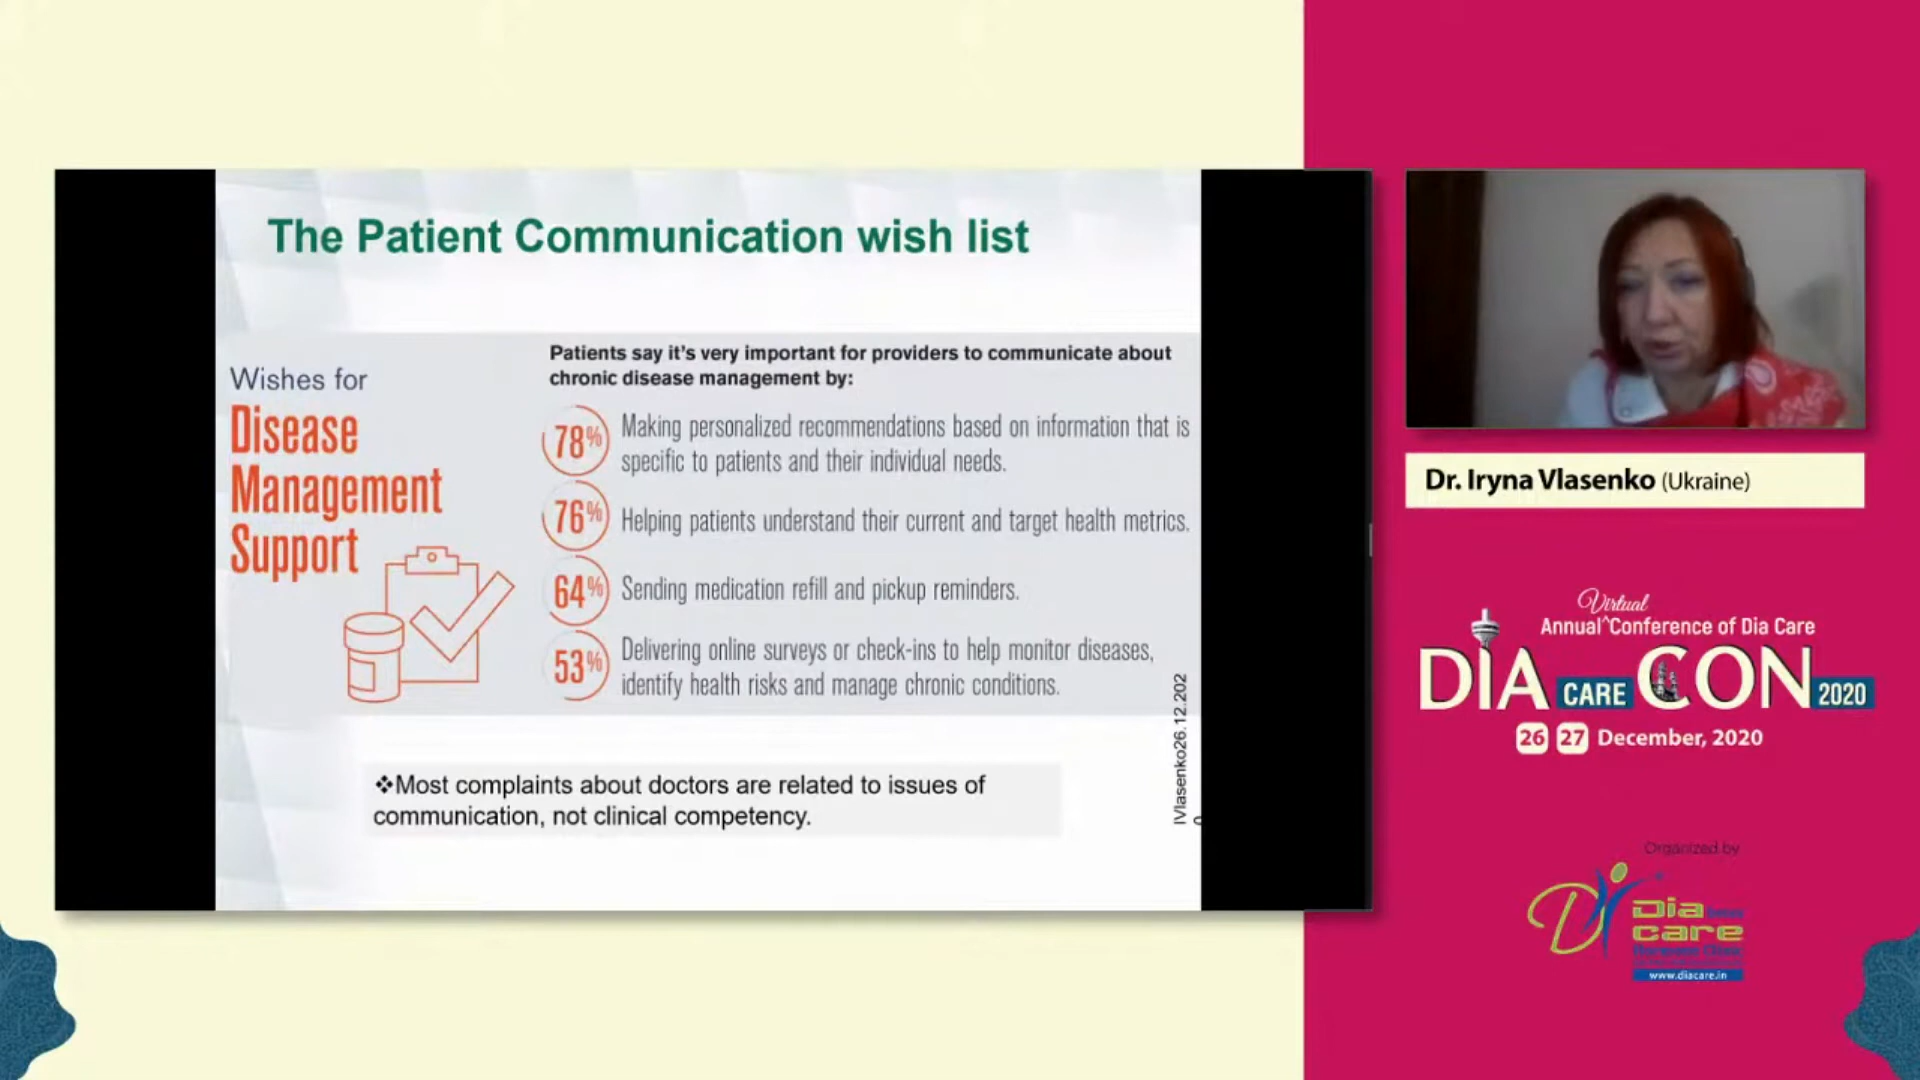 The Patient Communication wish list
Wishes for
Disease
Management
Support
Patients say it's very important for providers to communicate about
chronic disease management by:
78%
Making personalized recommendations based on information that is
specific to patients and their individual needs.
76%
Helping patients understand their current and target health metrics.
64%
Sending medication refill and pickup reminders.
53%
Delivering online surveys or check-ins to help monitor diseases,
identify health risks and manage chronic conditions.
❖Most complaints about doctors are related to issues of
communication, not clinical competency.
IVlasenko26.12.202
0
Dr. Iryna Vlasenko (Ukraine)
Virtual
Annual^Conference of Dia Care
DIA CARE CON 2020
26 27 December, 2020
Organized by
Dia
care
www.diacare.in